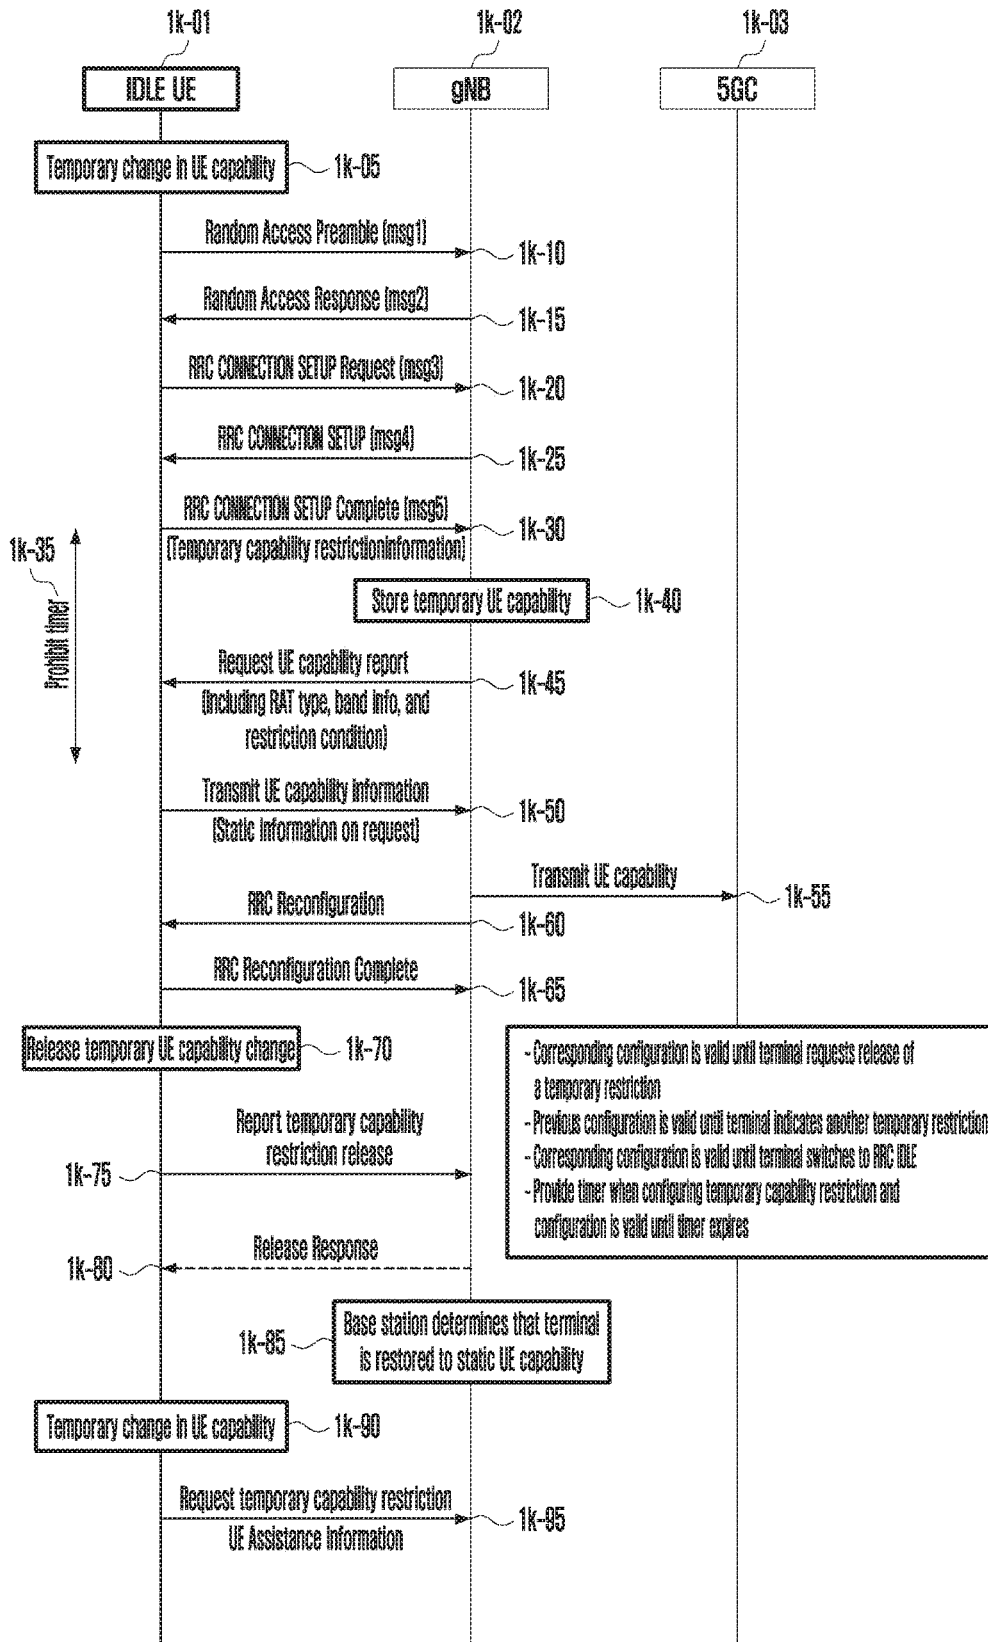 1k-01
1k-02
1k-03
IDLE UE
gNB
5GC
Temporary change in UE capability
1k-05
Random Access Preamble (msg1)
1k-10
Random Access Response (msg2)
1k-15
RRC CONNECTION SETUP Request (msg3)
1k-20
RRC CONNECTION SETUP (msg4)
1k-25
RRC CONNECTION SETUP Complete (msg5)
1k-30
(Temporary capability restrictioninformation)
1k-35
Prohibit timer
Store temporary UE capability
1k-40
Request UE capability report
1k-45
(Including RAT type, band info, and
restriction condition)
Transmit UE capability information
1k-50
(Static information on request)
Transmit UE capability
1k-55
RRC Reconfiguration
1k-60
RRC Reconfiguration Complete
1k-65
Release temporary UE capability change
1k-70
- Corresponding configuration is valid until terminal requests release of
a temporary restriction
- Previous configuration is valid until terminal indicates another temporary restriction
- Corresponding configuration is valid until terminal switches to RRC IDLE
- Provide timer when configuring temporary capability restriction and
configuration is valid until timer expires
Report temporary capability
restriction release
1k-75
Release Response
1k-80
Base station determines that terminal
is restored to static UE capability
1k-85
Temporary change in UE capability
1k-90
Request temporary capability restriction
1k-95
UE Assistance Information